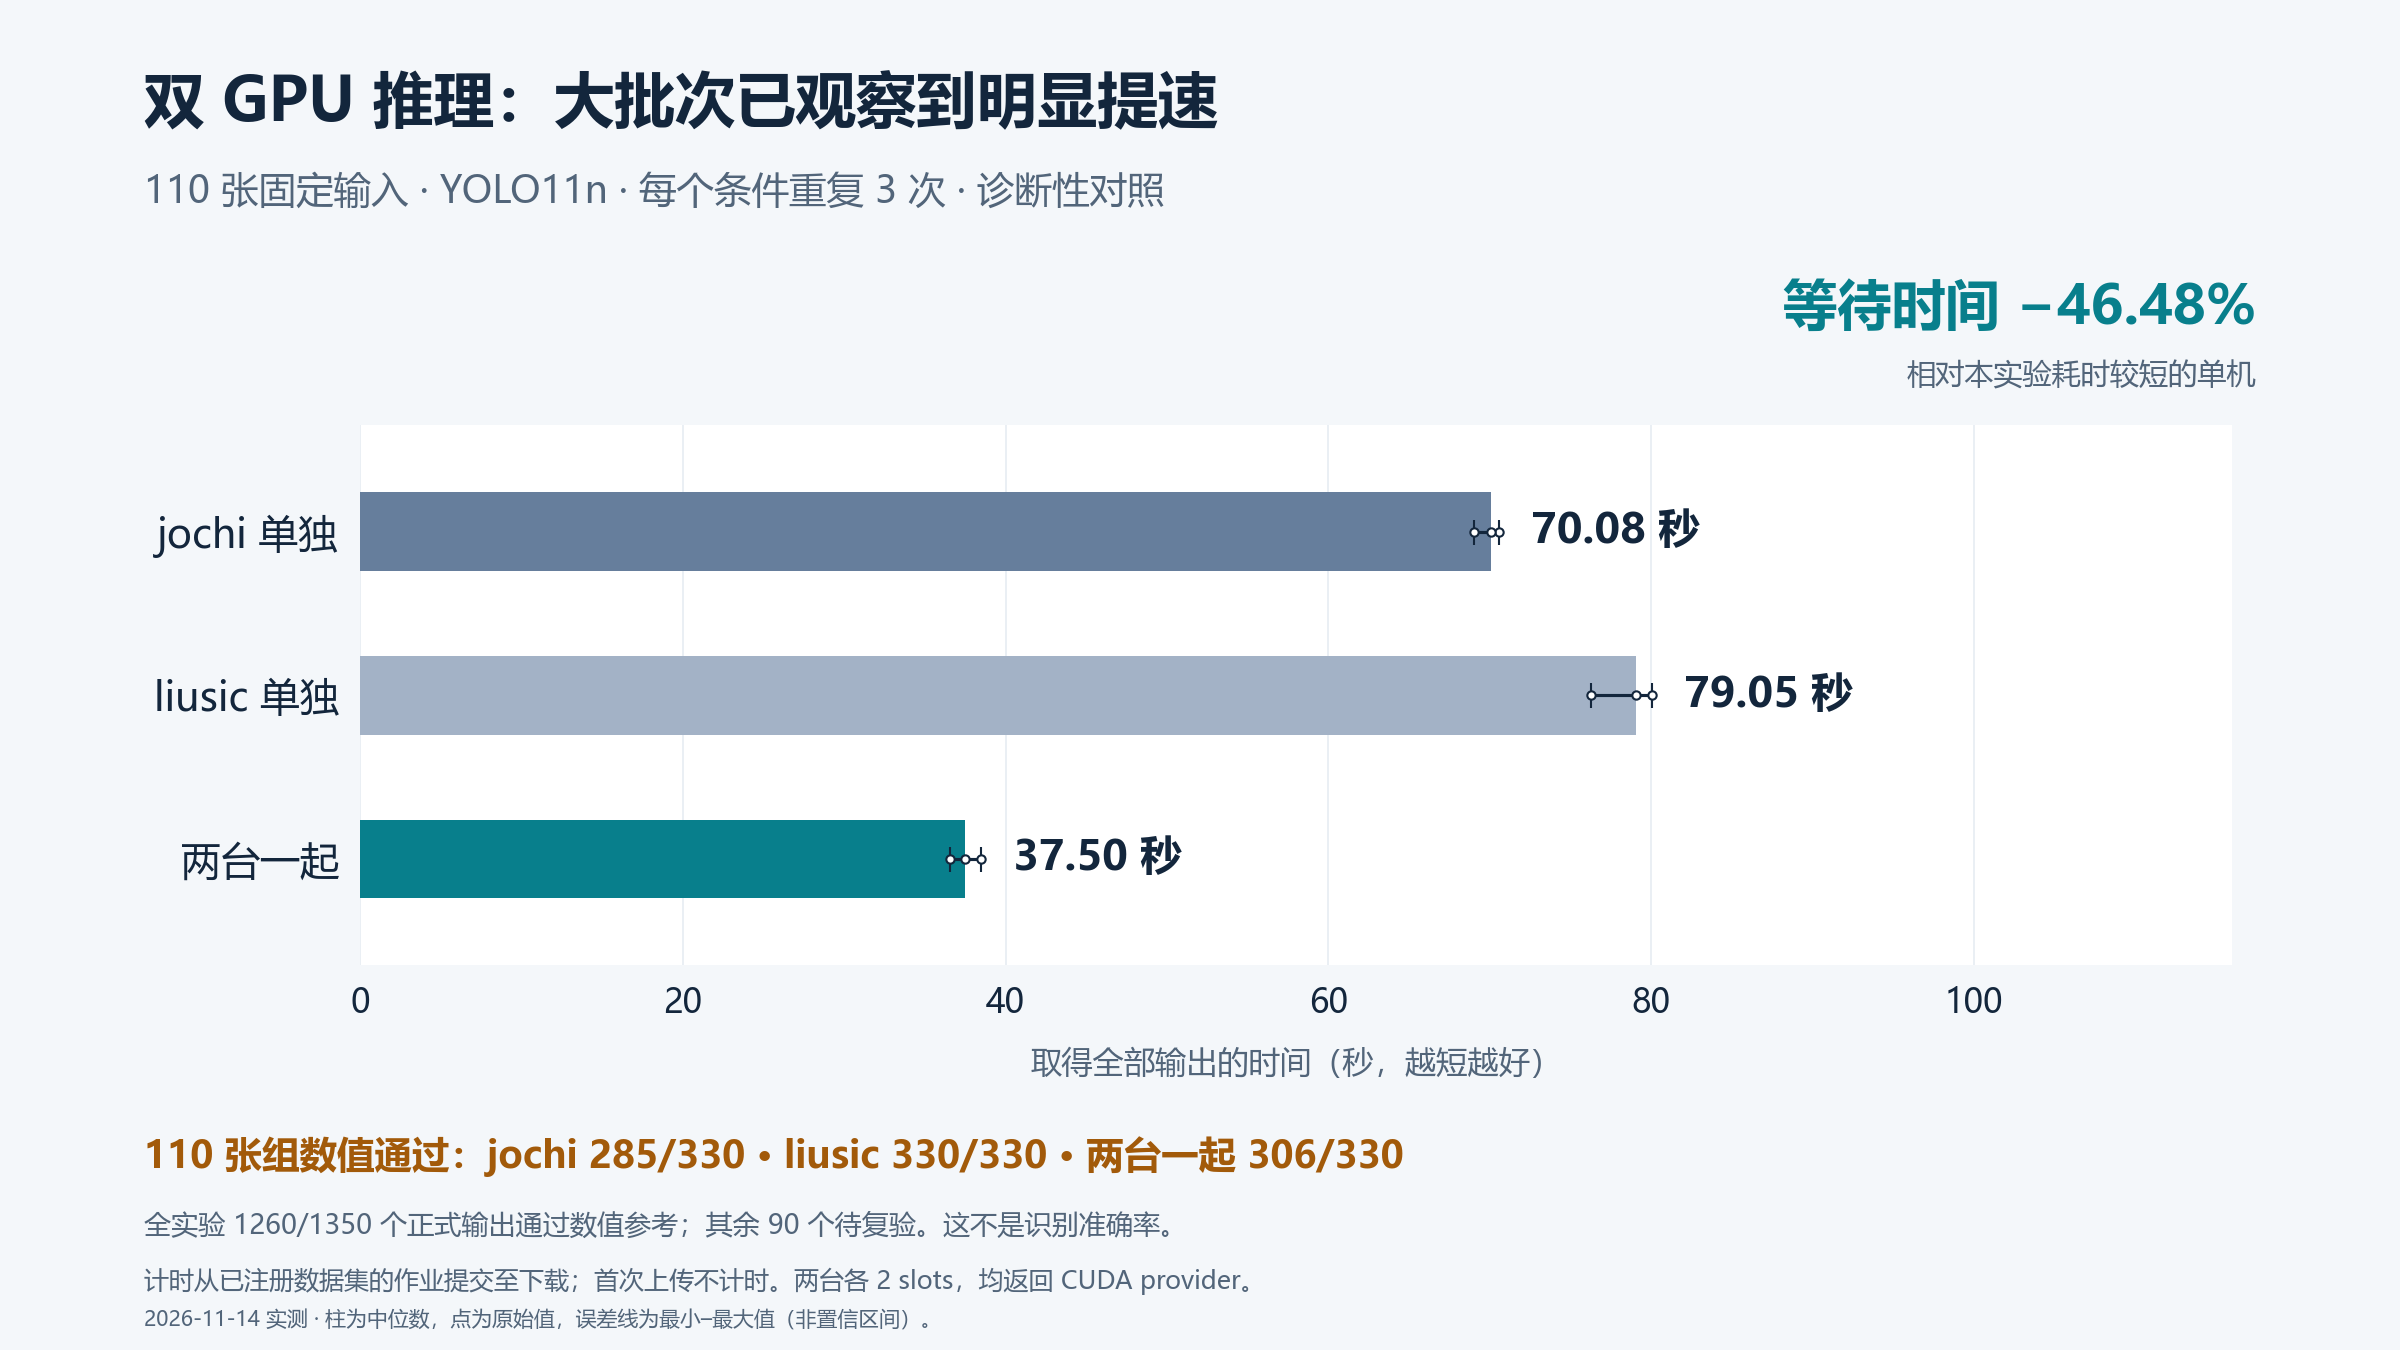 双 GPU 推理：大批次已观察到明显提速
110 张固定输入 · YOLO11n · 每个条件重复 3 次 · 诊断性对照
等待时间 −46.48%
相对本实验耗时较短的单机
jochi 单独
70.08 秒
liusic 单独
79.05 秒
两台一起
37.50 秒
0 20 40 60 80 100
取得全部输出的时间（秒，越短越好）
110 张组数值通过：jochi 285/330 • liusic 330/330 • 两台一起 306/330
全实验 1260/1350 个正式输出通过数值参考；其余 90 个待复验。这不是识别准确率。
计时从已注册数据集的作业提交至下载；首次上传不计时。两台各 2 slots，均返回 CUDA provider。
2026-11-14 实测 · 柱为中位数，点为原始值，误差线为最小–最大值（非置信区间）。